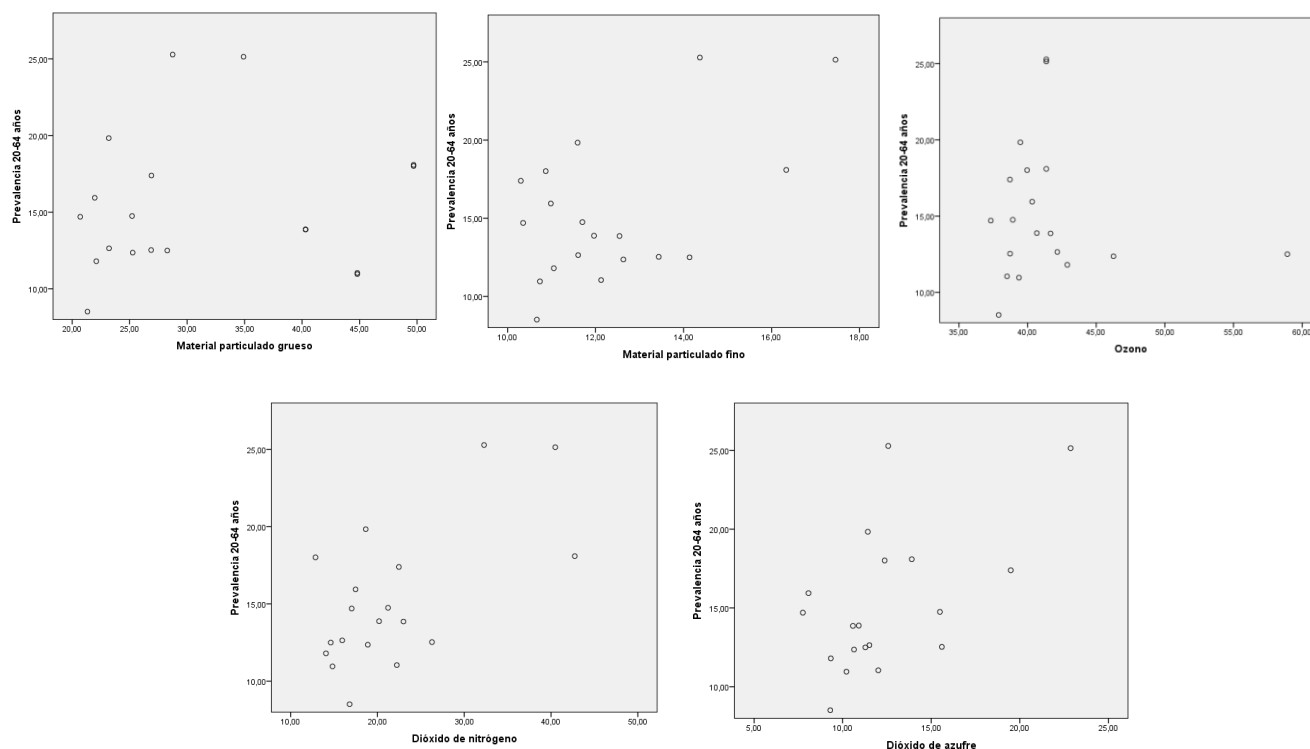 Prevalencia 20-64 años
25,00
20,00
15,00
10,00
20,00 25,00 30,00 35,00 40,00 45,00 50,00
Material particulado grueso
Prevalencia 20-64 años
25,00
20,00
15,00
10,00
10,00 12,00 14,00 16,00 18,00
Material particulado fino
Prevalencia 20-64 años
25,00
20,00
15,00
10,00
35,00 40,00 45,00 50,00 55,00 60,00
Ozono
Prevalencia 20-64 años
25,00
20,00
15,00
10,00
10,00 20,00 30,00 40,00 50,00
Dióxido de nitrógeno
Prevalencia 20-64 años
25,00
20,00
15,00
10,00
5,00 10,00 15,00 20,00 25,00
Dióxido de azufre